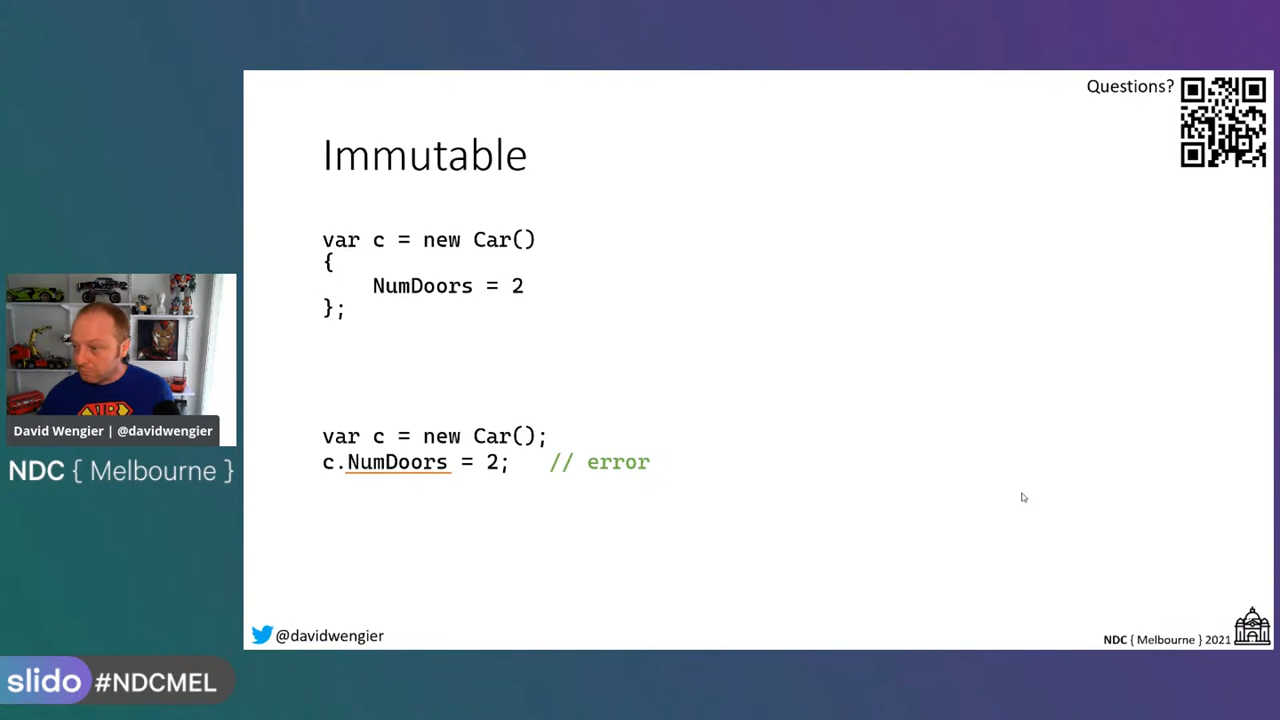 Questions?
Immutable
var c = new Car()
{
    NumDoors = 2
};
var c = new Car();
c.NumDoors = 2;   // error
David Wengier | @davidwengier
NDC { Melbourne }
@davidwengier
NDC { Melbourne } 2021
slido #NDCMEL